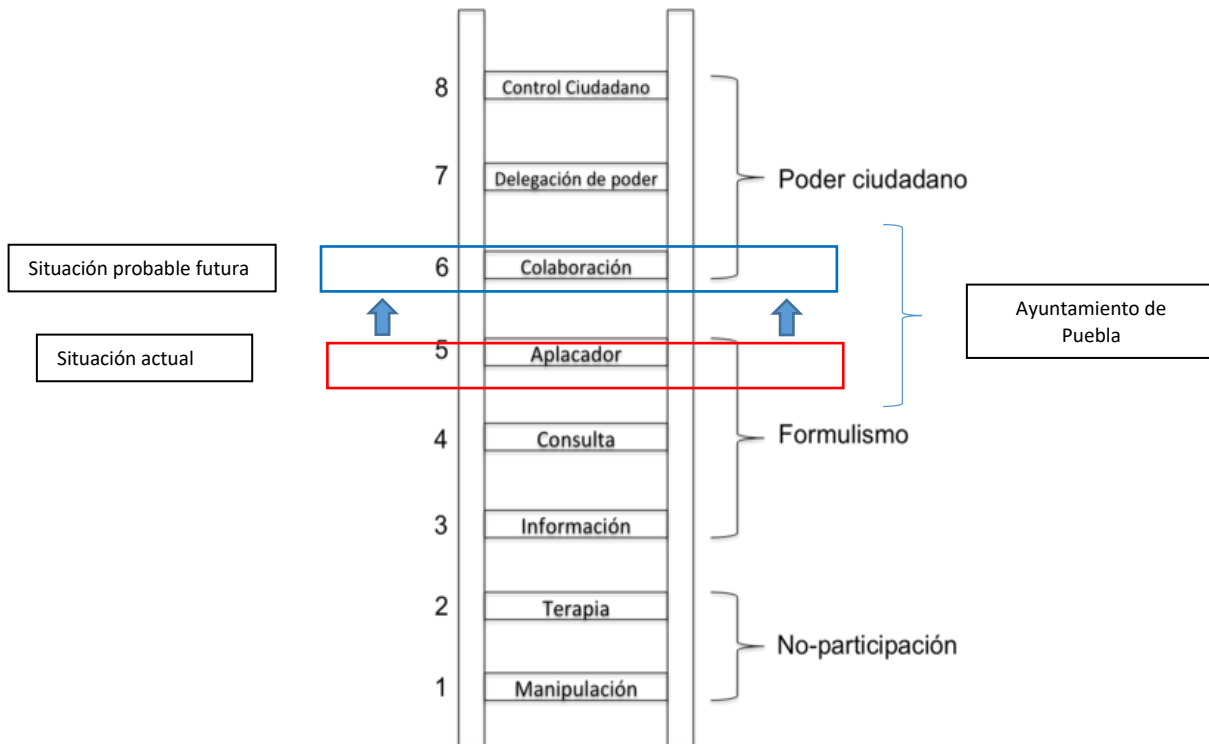 8 Control Ciudadano
7 Delegación de poder
Poder ciudadano
Situación probable futura
6 Colaboración
Ayuntamiento de
Puebla
Situación actual
5 Aplacador
4 Consulta
Formulismo
3 Información
2 Terapia
No-participación
1 Manipulación